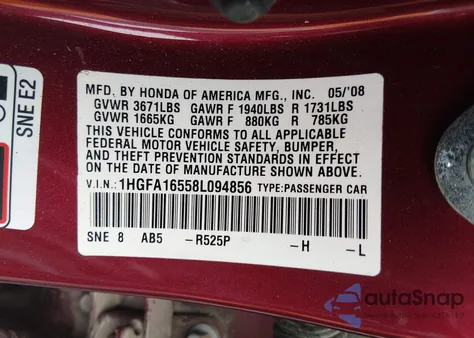 MFD. BY HONDA OF AMERICA MFG., INC. 05/'08
GVWR 3671LBS GAWR F 1940LBS R 1731LBS
GVWR 1665KG GAWR F 880KG R 785KG
THIS VEHICLE CONFORMS TO ALL APPLICABLE
FEDERAL MOTOR VEHICLE SAFETY, BUMPER,
AND THEFT PREVENTION STANDARDS IN EFFECT
ON THE DATE OF MANUFACTURE SHOWN ABOVE.
V.I.N.: 1HGFA16558L094856 TYPE: PASSENGER CAR
SNE 8 AB5 -R525P -H -L
SNE E2
autoSnap